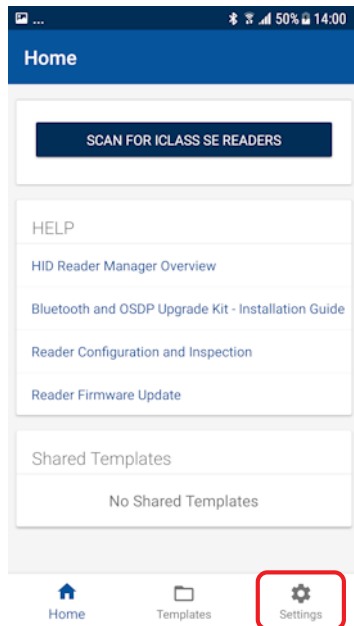 ... 50% 14:00
Home
SCAN FOR ICLASS SE READERS
HELP
HID Reader Manager Overview
Bluetooth and OSDP Upgrade Kit - Installation Guide
Reader Configuration and Inspection
Reader Firmware Update
Shared Templates
No Shared Templates
Home Templates Settings